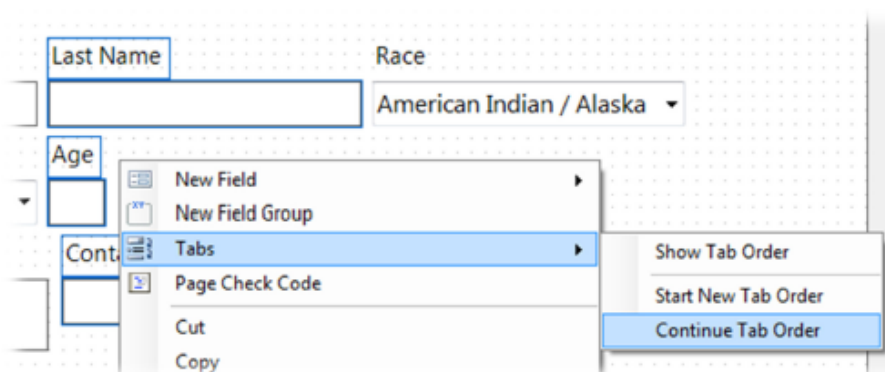 Last Name
Race
American Indian / Alaska
Age
New Field
New Field Group
Tabs
Show Tab Order
Page Check Code
Start New Tab Order
Cut
Continue Tab Order
Copy